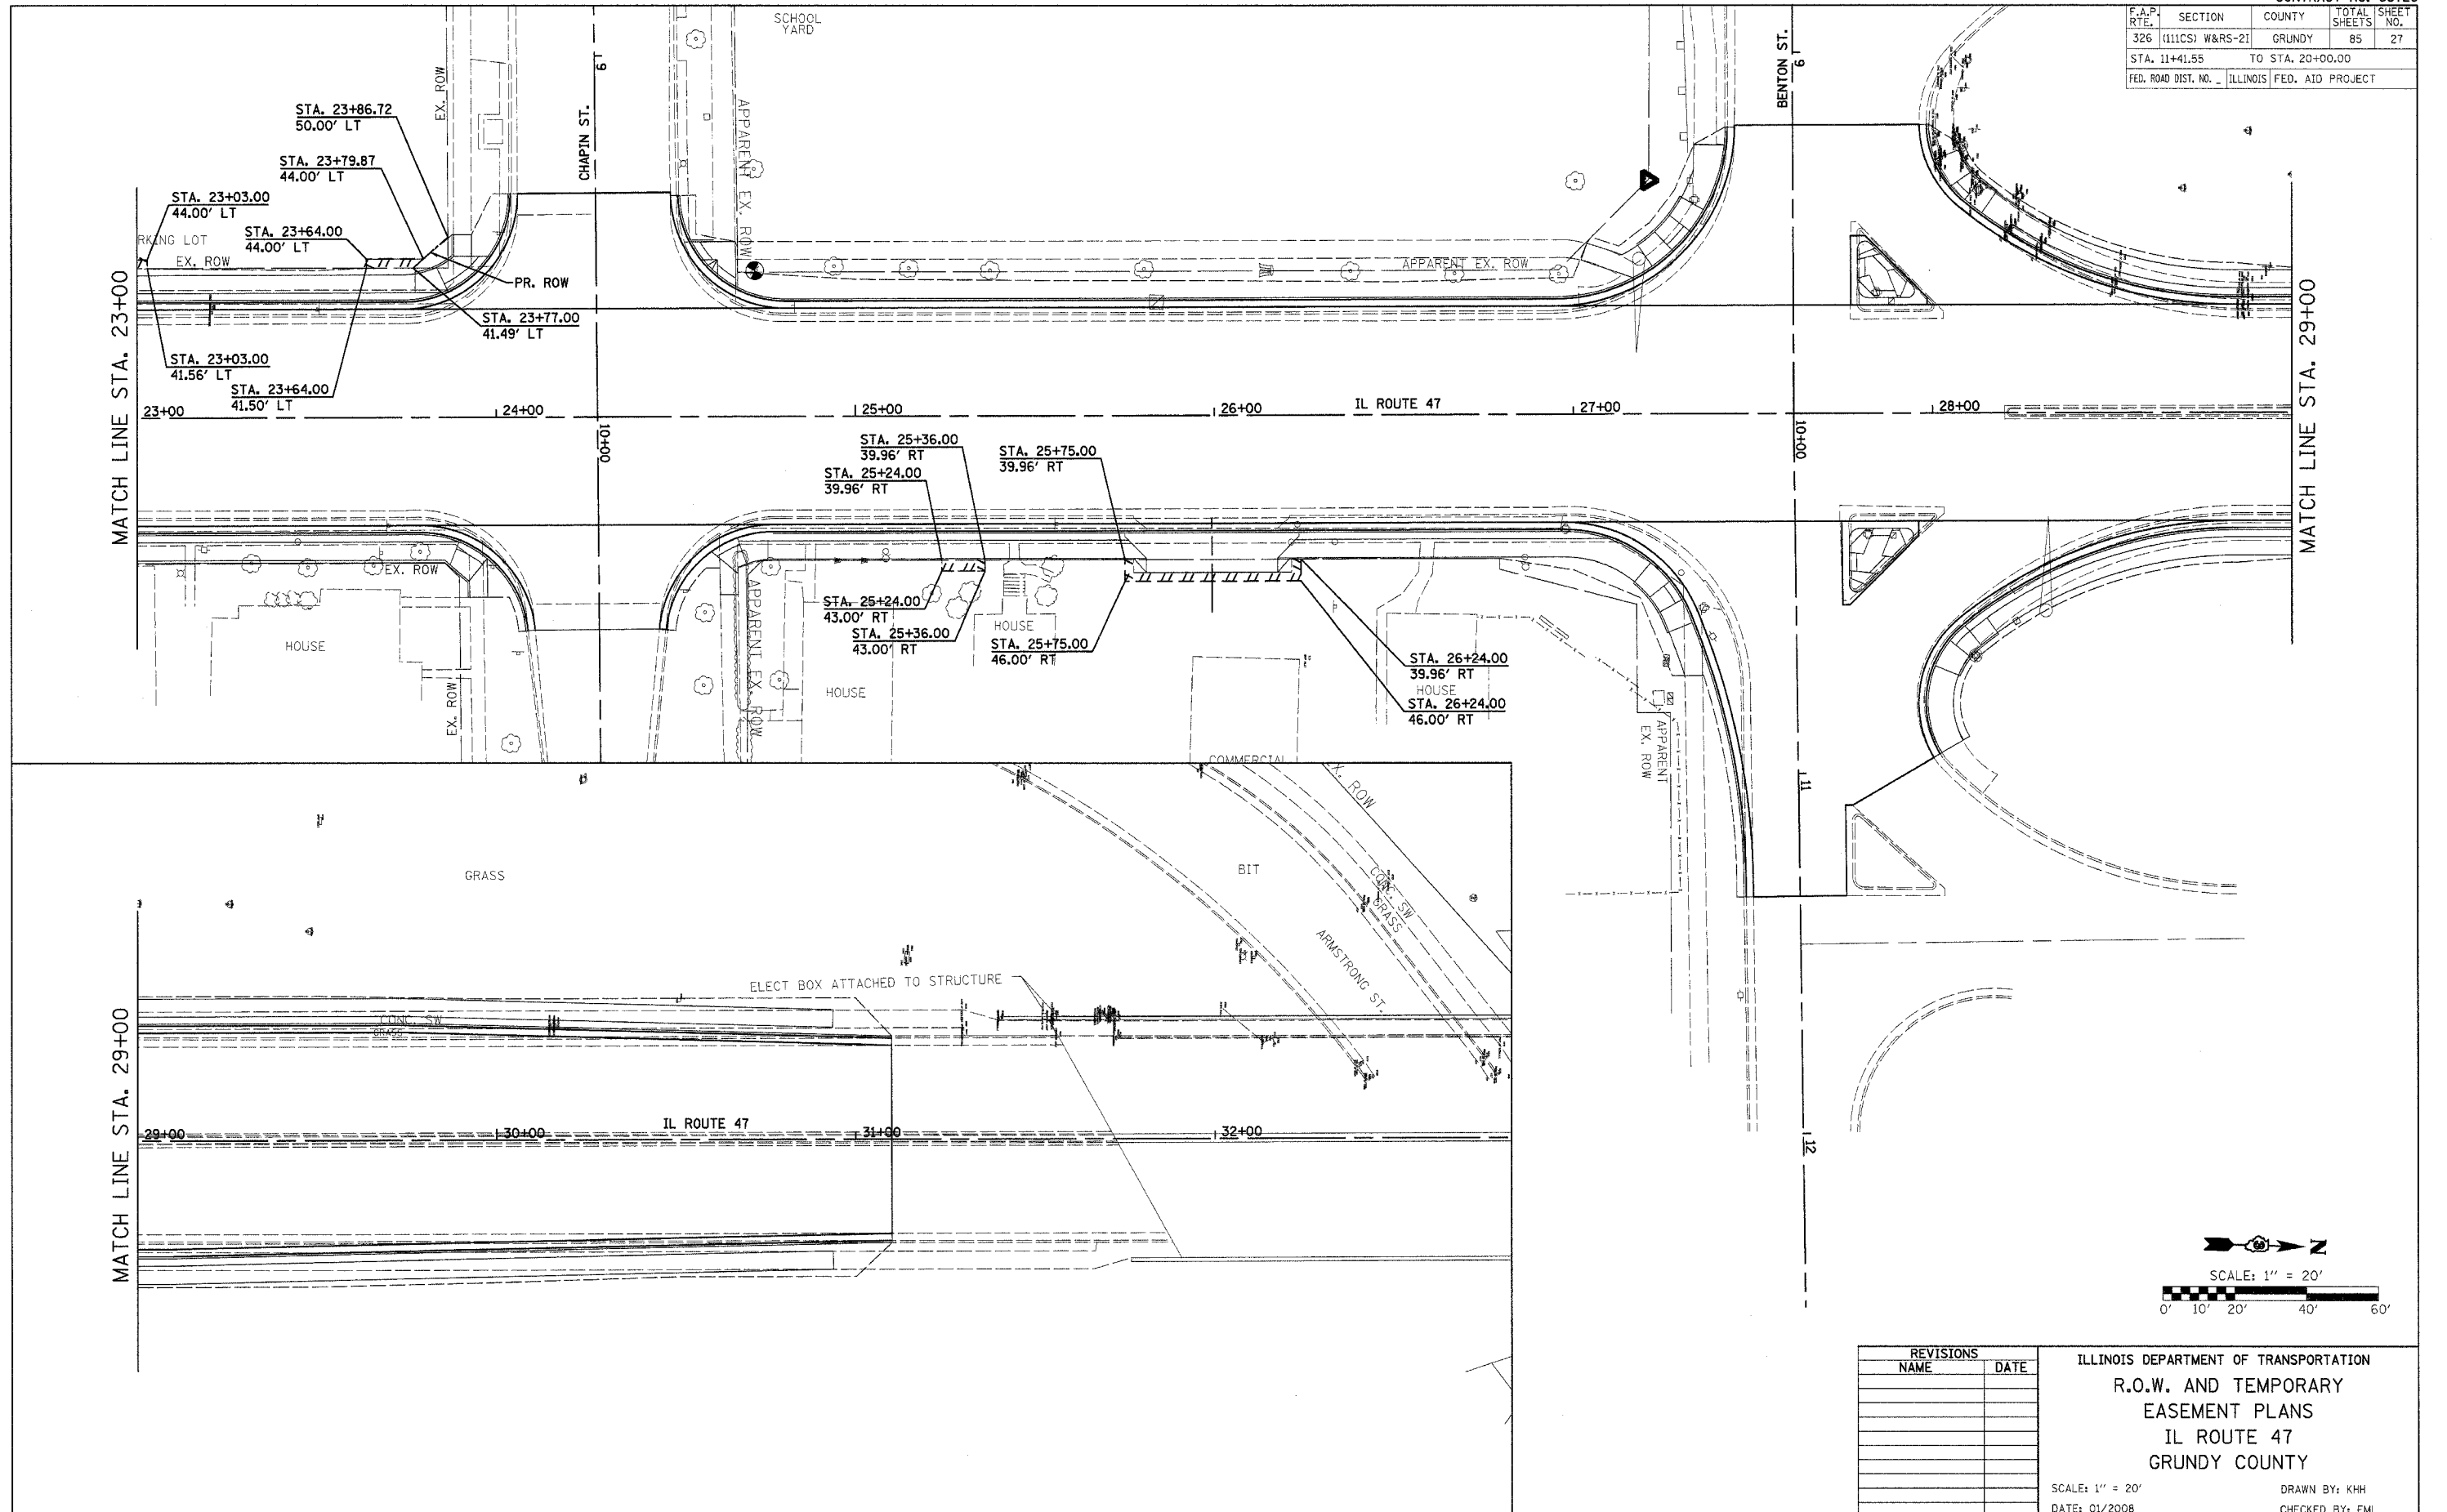 F.A.P. RTE. SECTION COUNTY TOTAL SHEETS SHEET NO.
326 (111CS) W&RS-2I GRUNDY 85 27
STA. 11+41.55 TO STA. 20+00.00
FED. ROAD DIST. NO. _ ILLINOIS FED. AID PROJECT
SCHOOL
YARD
EX. ROW
CHAPIN ST.
9
APPARENT EX. ROW
BENTON ST.
9
STA. 23+86.72
50.00' LT
STA. 23+79.87
44.00' LT
STA. 23+03.00
44.00' LT
STA. 23+64.00
44.00' LT
RKING LOT
EX. ROW
PR. ROW
APPARENT EX. ROW
STA. 23+77.00
41.49' LT
STA. 23+03.00
41.56' LT
STA. 23+64.00
41.50' LT
MATCH LINE STA. 23+00
MATCH LINE STA. 29+00
23+00
24+00
25+00
26+00
IL ROUTE 47
27+00
28+00
10+00
10+00
STA. 25+36.00
39.96' RT
STA. 25+75.00
39.96' RT
STA. 25+24.00
39.96' RT
EX. ROW
STA. 25+24.00
43.00' RT
STA. 25+36.00
43.00' RT
HOUSE
STA. 25+75.00
46.00' RT
HOUSE
HOUSE
STA. 26+24.00
39.96' RT
HOUSE
STA. 26+24.00
46.00' RT
EX. ROW
APPARENT EX. ROW
APPARENT
EX. ROW
COMMERCIAL
11
12
EX. ROW
GRASS
BIT
CONC. SW
GRASS
ARMSTRONG ST.
ELECT BOX ATTACHED TO STRUCTURE
CONC. SW
GRASS
MATCH LINE STA. 29+00
29+00
30+00
IL ROUTE 47
31+00
32+00
N
SCALE: 1" = 20'
0' 10' 20' 40' 60'
REVISIONS
NAME DATE
ILLINOIS DEPARTMENT OF TRANSPORTATION
R.O.W. AND TEMPORARY
EASEMENT PLANS
IL ROUTE 47
GRUNDY COUNTY
SCALE: 1" = 20' DRAWN BY: KHH
DATE: 01/2008 CHECKED BY: